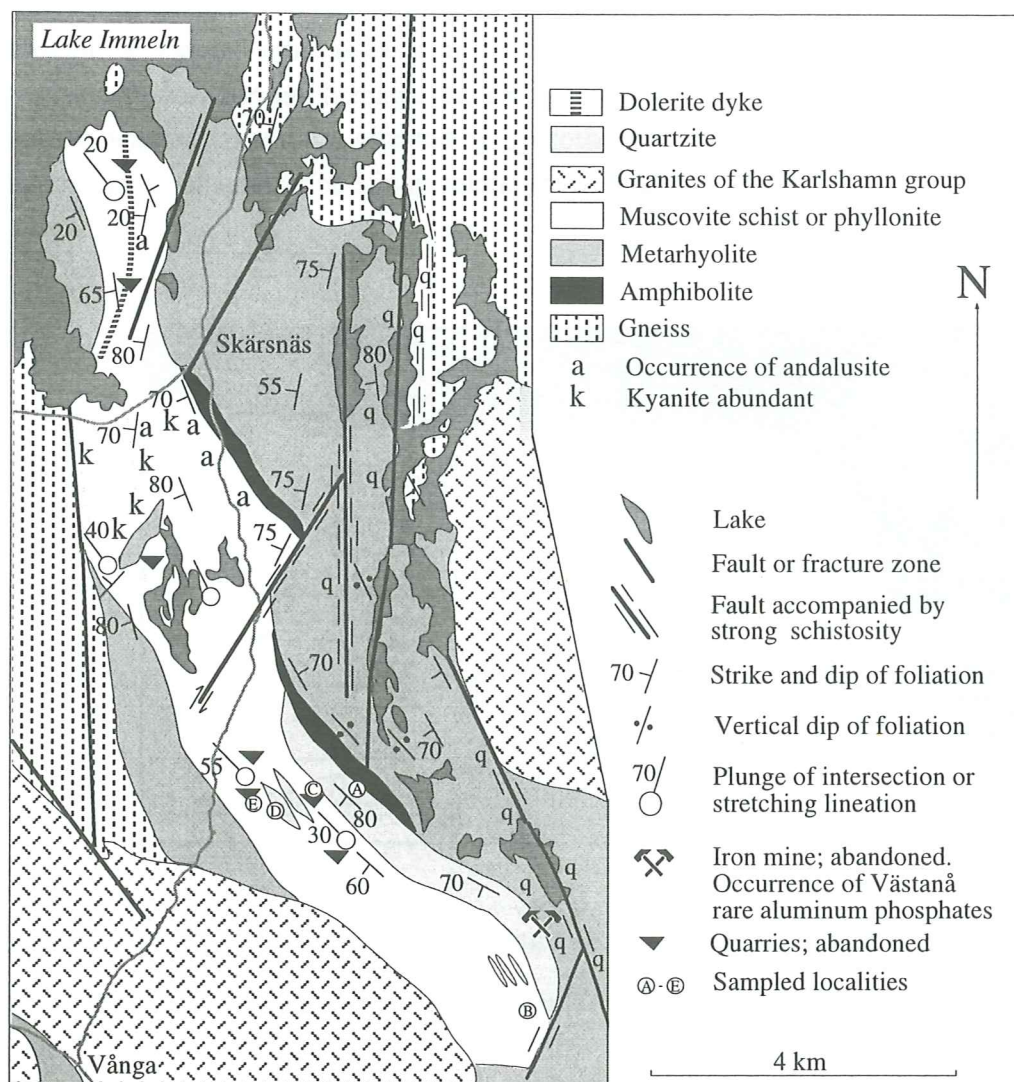 Lake Immeln
Dolerite dyke
Quartzite
Granites of the Karlshamn group
Muscovite schist or phyllonite
Metarhyolite
Amphibolite
Gneiss
a Occurrence of andalusite
k Kyanite abundant
N
Lake
Fault or fracture zone
Fault accompanied by
strong schistosity
70 Strike and dip of foliation
Vertical dip of foliation
70 Plunge of intersection or
stretching lineation
Iron mine; abandoned.
Occurrence of Västanå
rare aluminum phosphates
Quarries; abandoned
A-E Sampled localities
4 km
70
20
20
20
a
65
80
75
Skärsnäs
q
q
q
80
55
q
70
k
a
70
a
k
k
k
a
q
80
75
a
k
40
75
q
q
80
70
70
55
C
A
E
D
80
30
q
60
70
q
q
q
q
q
B
Vånga